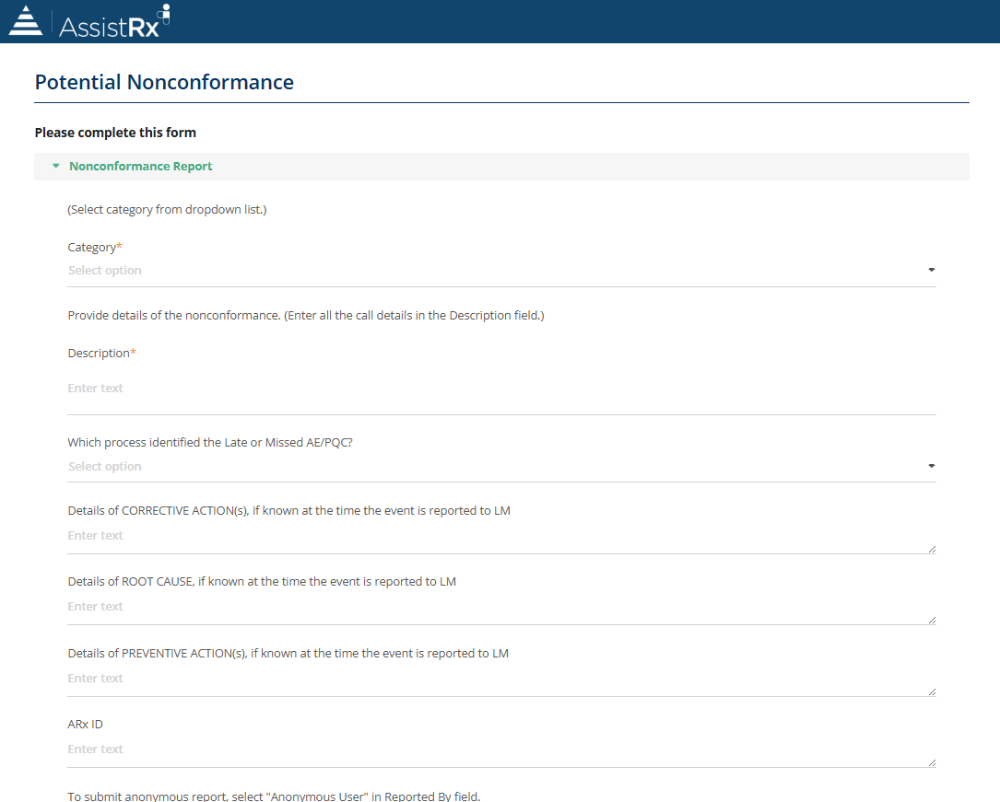 AssistRx
Potential Nonconformance
Please complete this form
Nonconformance Report
(Select category from dropdown list.)
Category*
Select option
Provide details of the nonconformance. (Enter all the call details in the Description field.)
Description*
Enter text
Which process identified the Late or Missed AE/PQC?
Select option
Details of CORRECTIVE ACTION(s), if known at the time the event is reported to LM
Enter text
Details of ROOT CAUSE, if known at the time the event is reported to LM
Enter text
Details of PREVENTIVE ACTION(s), if known at the time the event is reported to LM
Enter text
ARx ID
Enter text
To submit anonymous report, select "Anonymous User" in Reported By field.